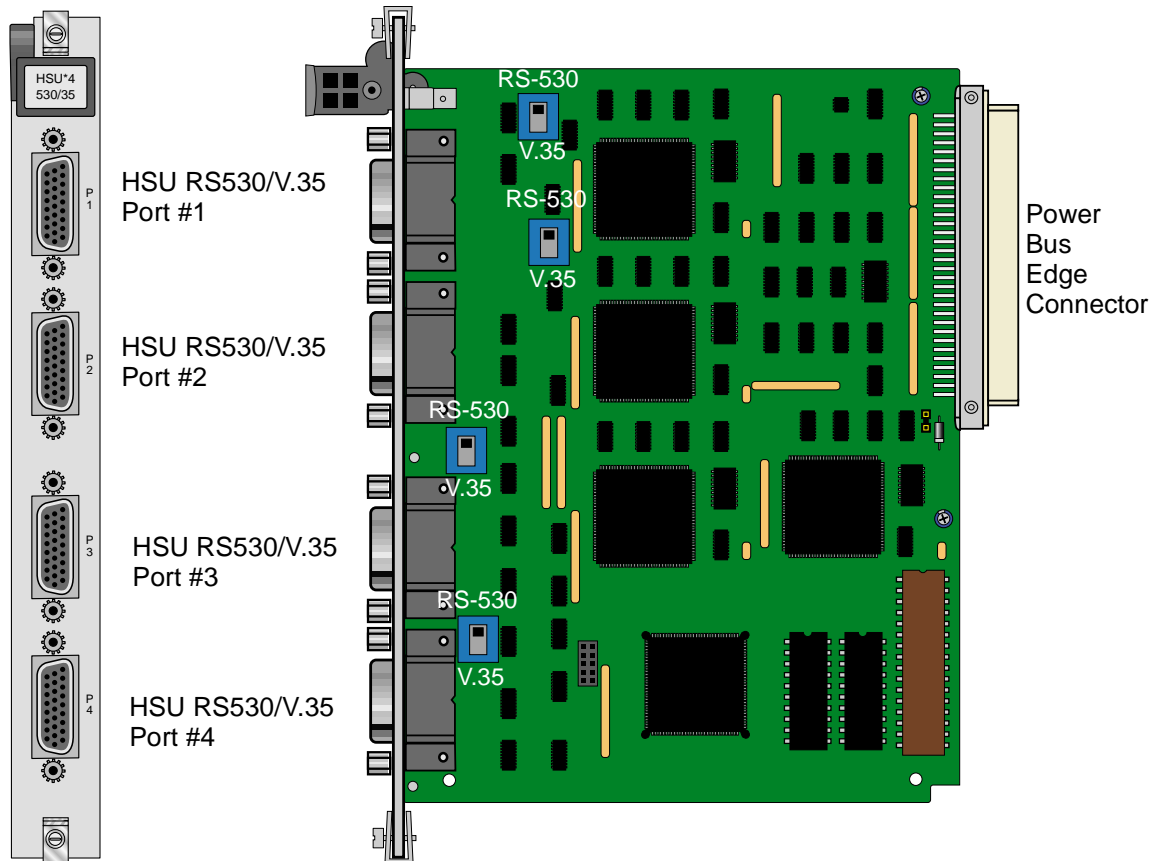 HSU*4
530/35
P
1
HSU RS530/V.35
Port #1
P
2
HSU RS530/V.35
Port #2
P
3
HSU RS530/V.35
Port #3
P
4
HSU RS530/V.35
Port #4
RS-530
V.35
RS-530
V.35
RS-530
V.35
RS-530
V.35
Power
Bus
Edge
Connector